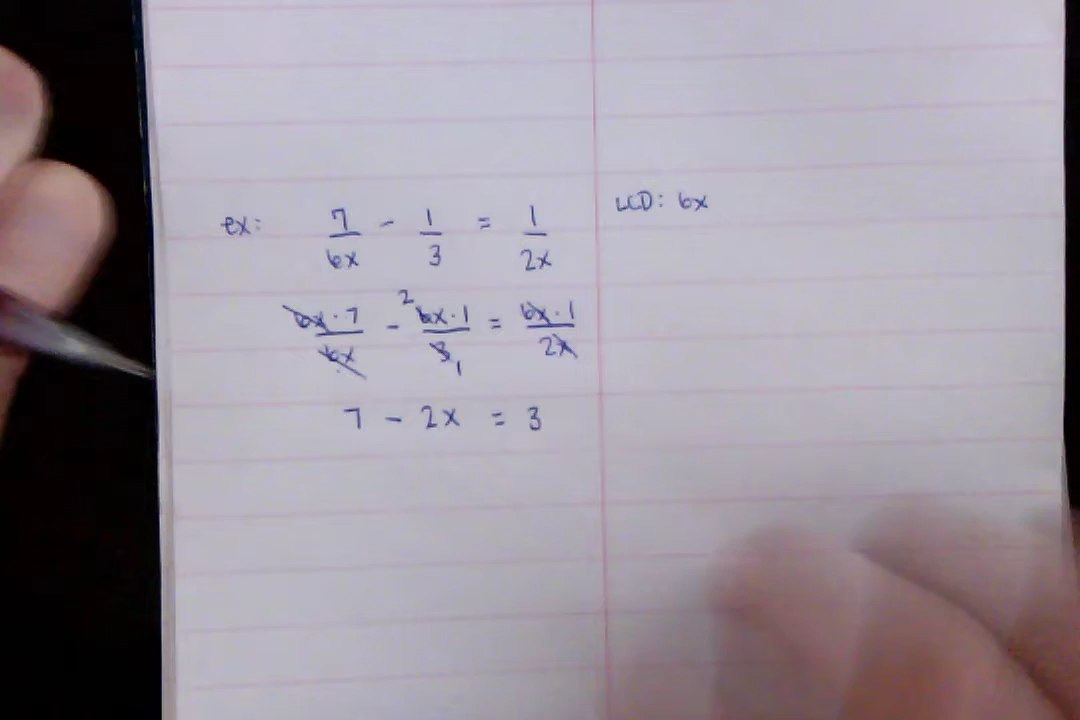 ex: 7/6x - 1/3 = 1/2x
LCD: 6x
6x·7/6x - 2 6x·1/3 1 = 6x·1/2x
7 - 2x = 3